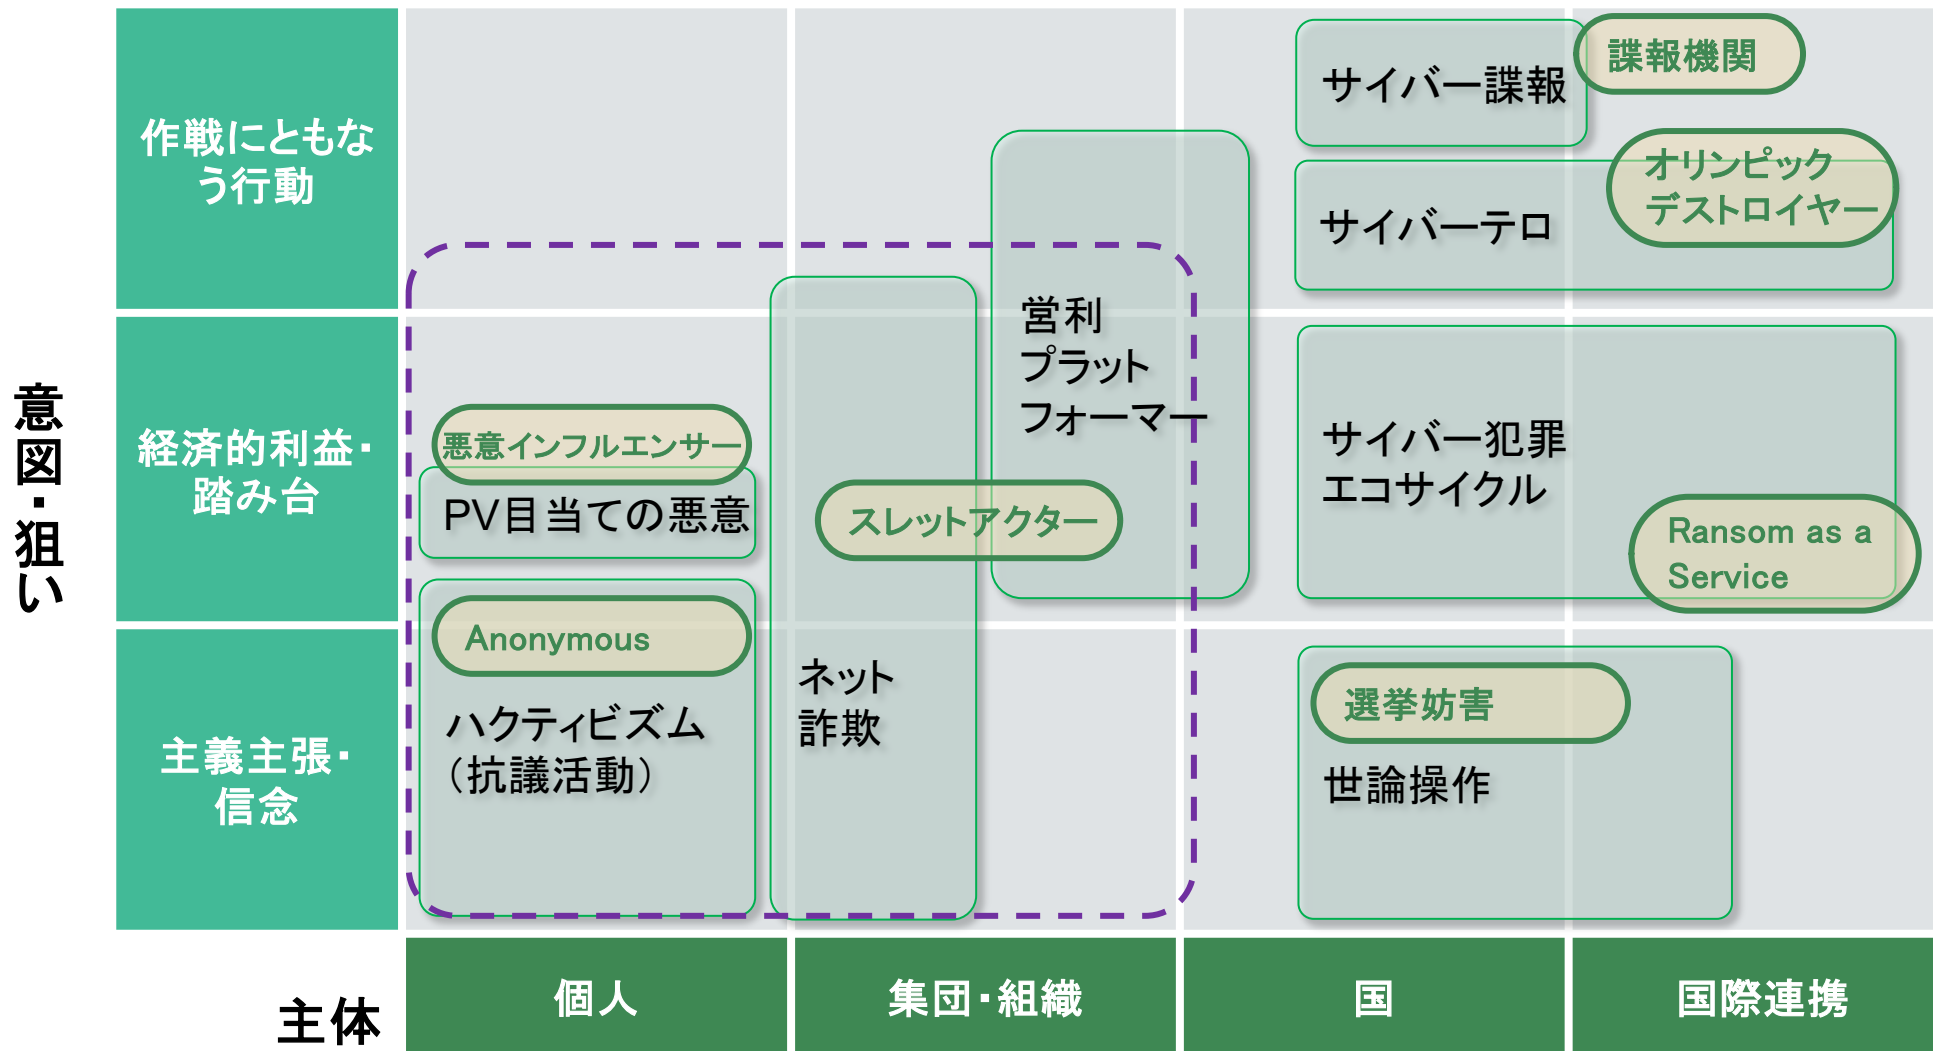 意図・狙い
作戦にともな
う行動
経済的利益・
踏み台
主義主張・
信念
サイバー諜報
諜報機関
オリンピック
デストロイヤー
サイバーテロ
営利
プラット
フォーマー
悪意インフルエンサー
PV目当ての悪意
スレットアクター
サイバー犯罪
エコサイクル
Ransom as a
Service
Anonymous
ハクティビズム
（抗議活動）
ネット
詐欺
選挙妨害
世論操作
主体
個人
集団・組織
国
国際連携